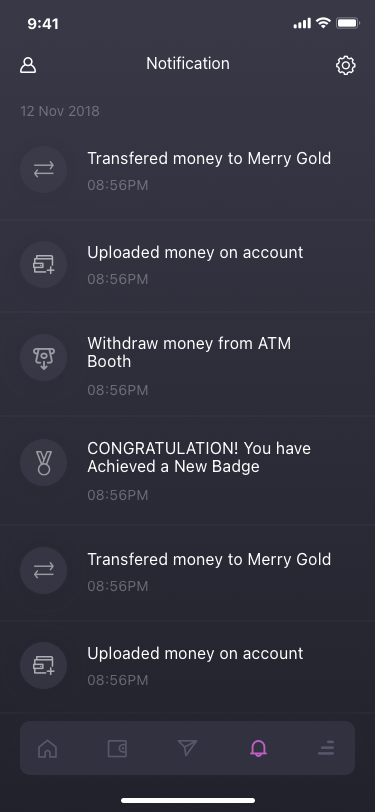 9:41
Notification
12 Nov 2018
Transfered money to Merry Gold
08:56PM
Uploaded money on account
08:56PM
Withdraw money from ATM
Booth
08:56PM
CONGRATULATION! You have
Achieved a New Badge
08:56PM
Transfered money to Merry Gold
08:56PM
Uploaded money on account
08:56PM